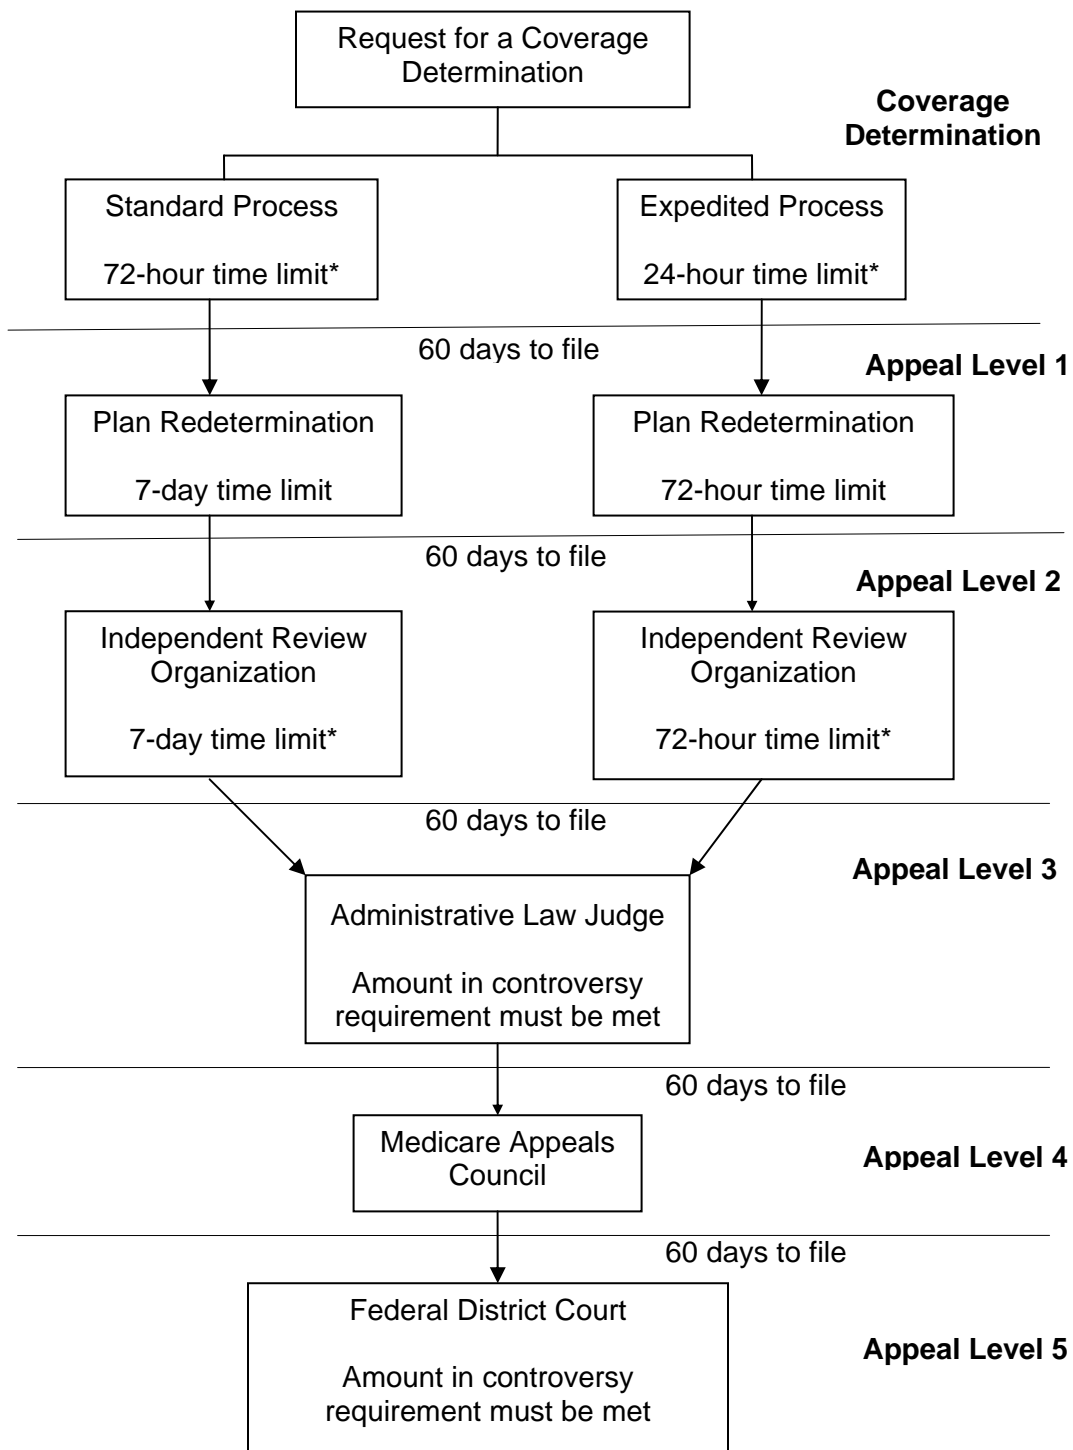 Request for a Coverage
Determination
Coverage
Determination
Standard Process
72-hour time limit*
Expedited Process
24-hour time limit*
60 days to file
Appeal Level 1
Plan Redetermination
7-day time limit
Plan Redetermination
72-hour time limit
60 days to file
Appeal Level 2
Independent Review
Organization
7-day time limit*
Independent Review
Organization
72-hour time limit*
60 days to file
Appeal Level 3
Administrative Law Judge
Amount in controversy
requirement must be met
60 days to file
Medicare Appeals
Council
Appeal Level 4
60 days to file
Federal District Court
Amount in controversy
requirement must be met
Appeal Level 5